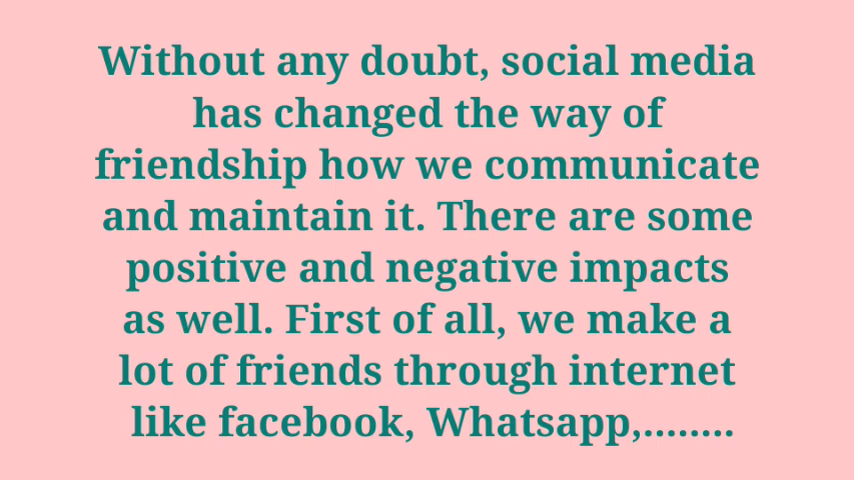 Without any doubt, social media
has changed the way of
friendship how we communicate
and maintain it. There are some
positive and negative impacts
as well. First of all, we make a
lot of friends through internet
like facebook, Whatsapp,........